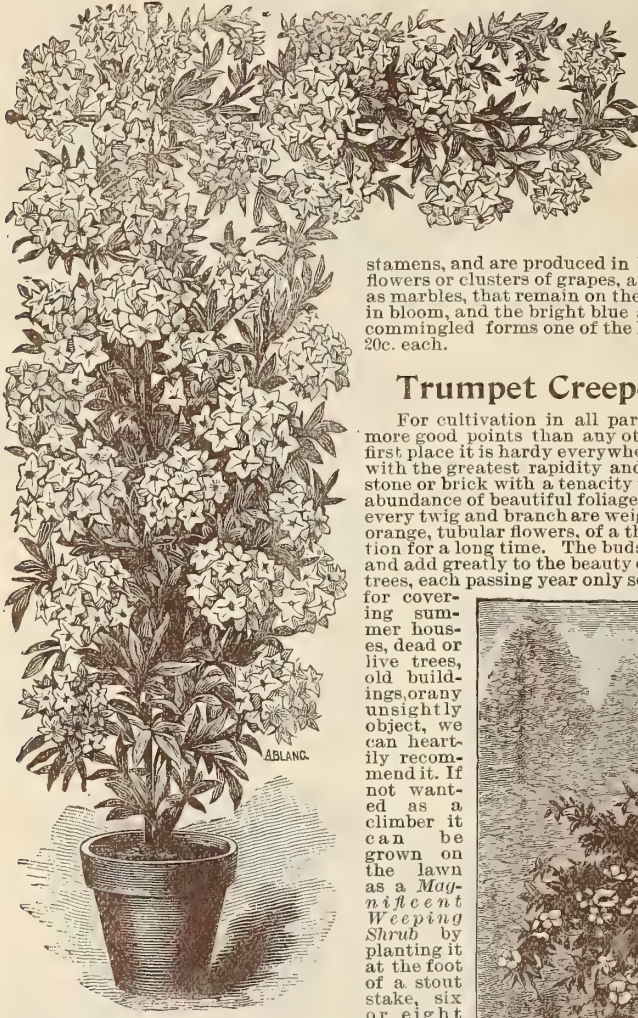 stamens, and are produced in
flowers or clusters of grapes, a
as marbles, that remain on the
in bloom, and the bright blue
commingled forms one of the
20c. each.
Trumpet Creep
For cultivation in all par
more good points than any ot
first place it is hardy everywhe
with the greatest rapidity and
stone or brick with a tenacity
abundance of beautiful foliage
every twig and branch are weig
orange, tubular flowers, of a th
tion for a long time. The buds
and add greatly to the beauty
trees, each passing year only s
for cover-
ing sum-
mer hous-
es, dead or
live trees,
old build-
ings,orany
unsightly
object, we
can heart-
ily recom-
mend it. If
not want-
ed as a
climber it
can be
grown on
the lawn
as a Mag-
nificent
Weeping
Shrub by
planting it
at the foot
of a stout
stake, six
or eight
A.BLANC.